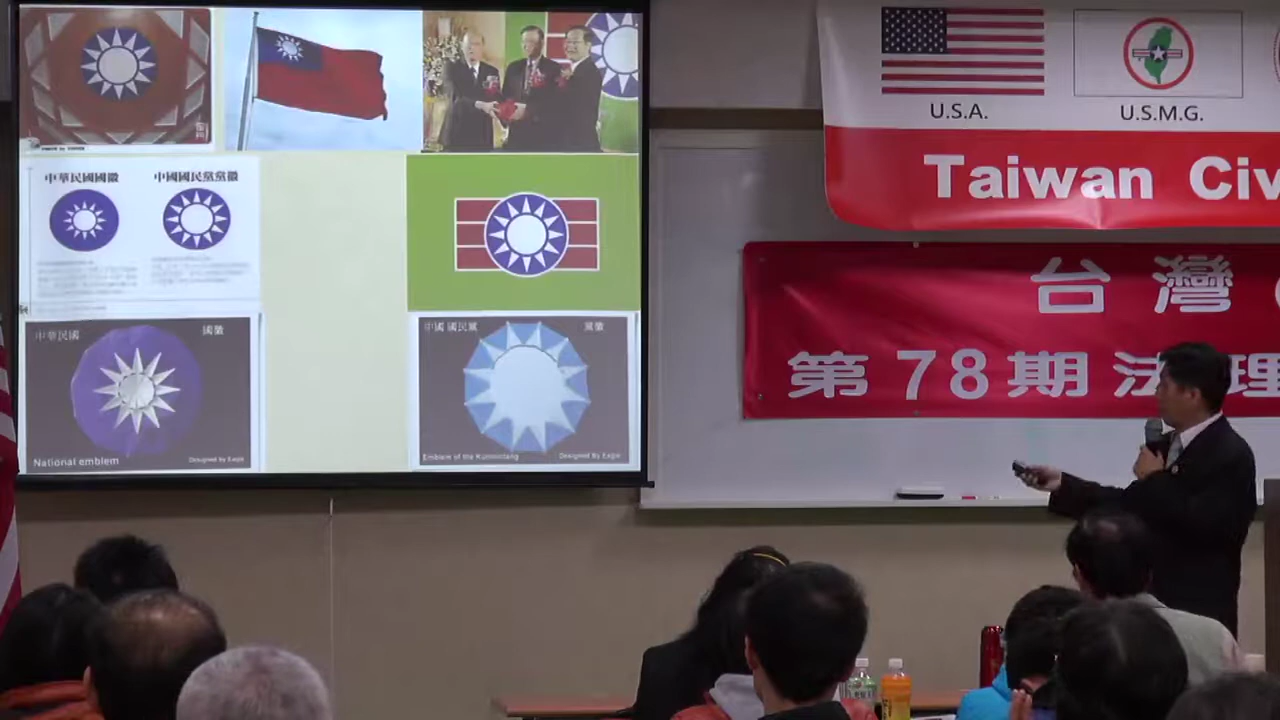 中華民國國徽 中國國民黨黨徽
中華民國 國徽
National emblem Designed by Eagle
中國 國民黨 黨徽
Emblem of the Kuomintang Designed by Eagle
U.S.A. U.S.M.G.
Taiwan Civ
台灣
第78期法理